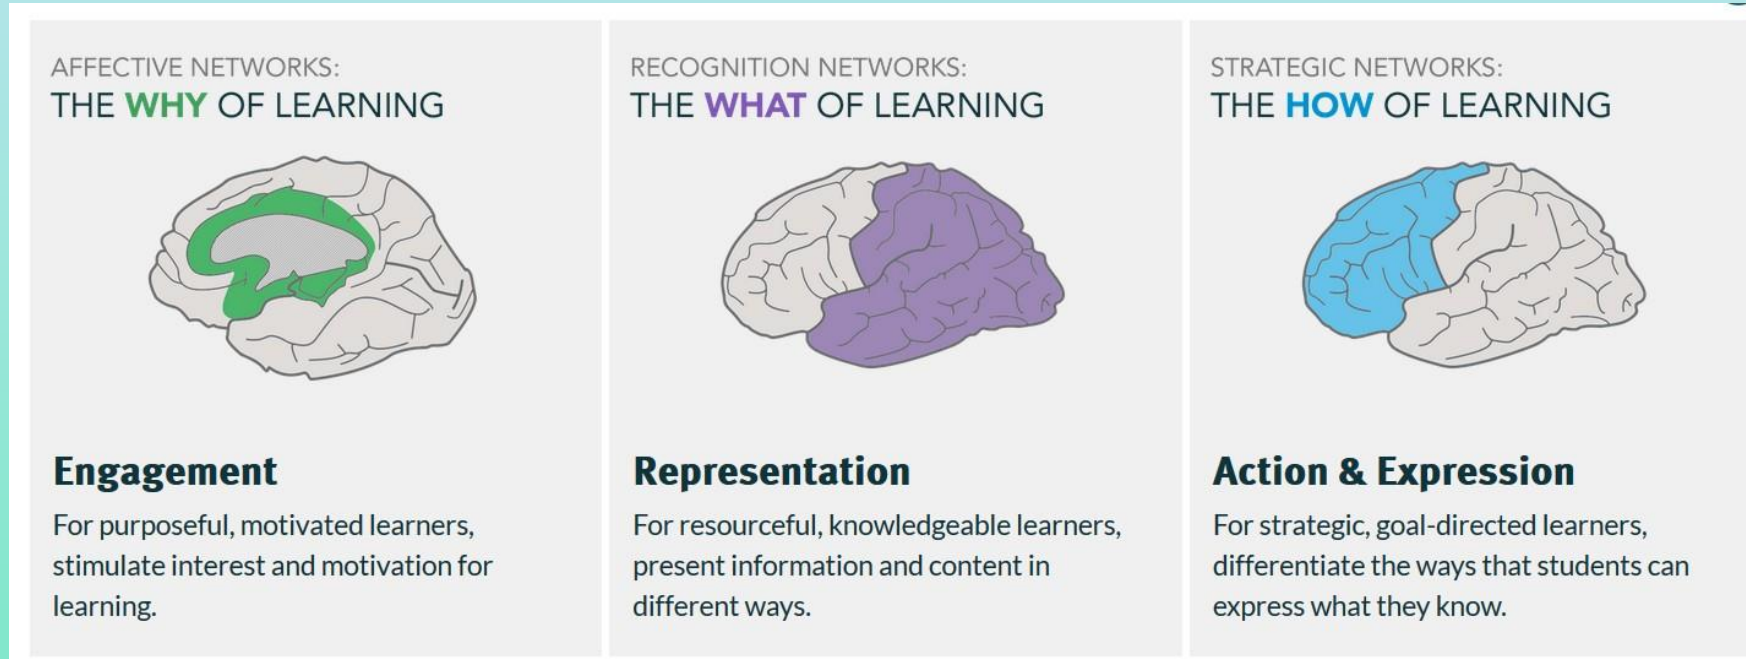 AFFECTIVE NETWORKS:
THE WHY OF LEARNING
Engagement
For purposeful, motivated learners,
stimulate interest and motivation for
learning.
RECOGNITION NETWORKS:
THE WHAT OF LEARNING
Representation
For resourceful, knowledgeable learners,
present information and content in
different ways.
STRATEGIC NETWORKS:
THE HOW OF LEARNING
Action & Expression
For strategic, goal-directed learners,
differentiate the ways that students can
express what they know.